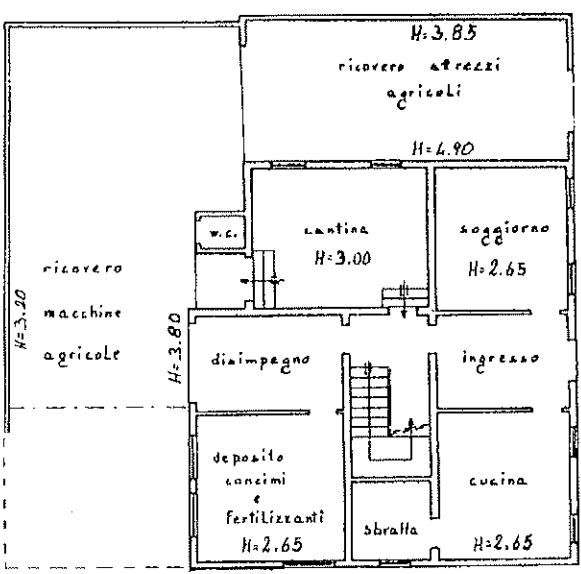 H=3.85
ricovero attrezzi
agricoli
H=4.90
w.c.
cantina
H=3.00
soggiorno
H=2.65
ricovero
macchine
agricole
H=3.20
H=3.80
disimpegno
ingresso
deposito
concimi
e
fertilizzanti
H=2.65
sbratta
cucina
H=2.65